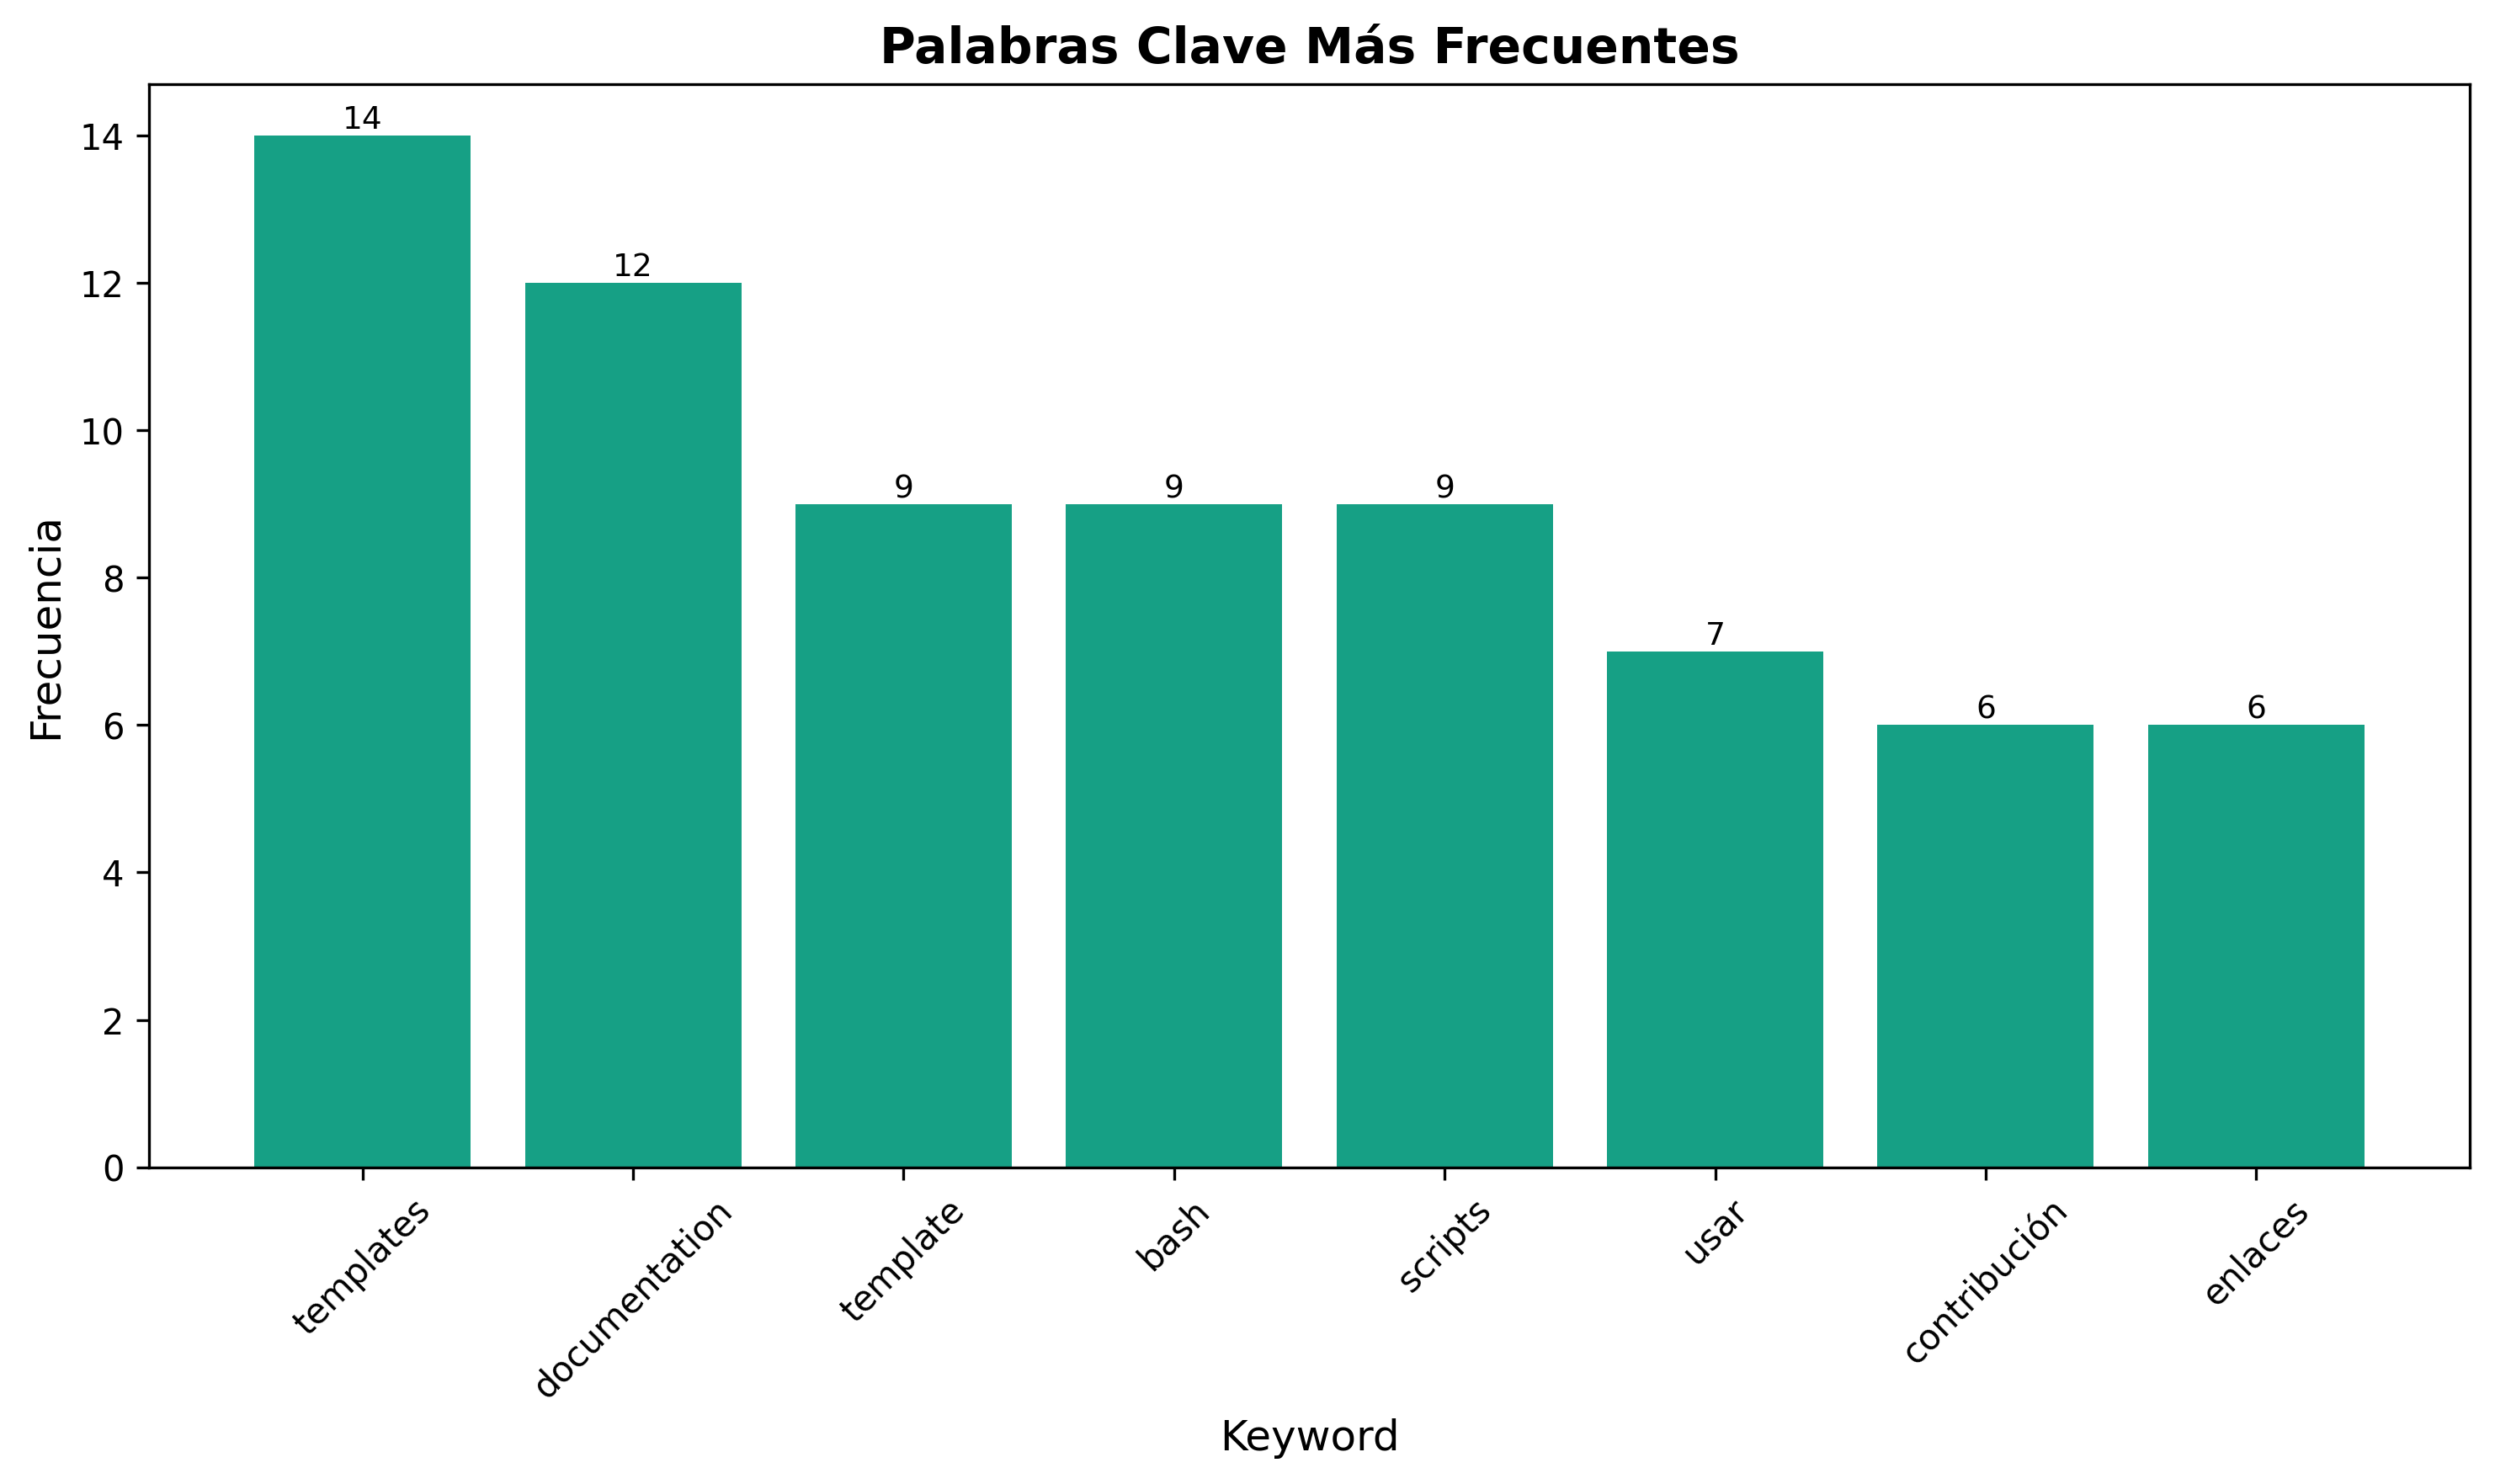 Palabras Clave Más Frecuentes
Frecuencia
14
12
10
8
6
4
2
0
14
12
9
9
9
7
6
6
templates
documentation
template
bash
scripts
usar
contribución
enlaces
Keyword